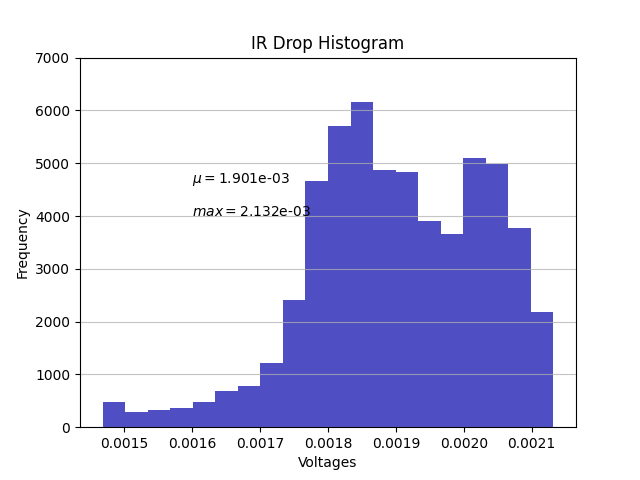 IR Drop Histogram
7000
6000
5000
4000
3000
2000
1000
0
Frequency
μ = 1.901e-03
max = 2.132e-03
0.0015 0.0016 0.0017 0.0018 0.0019 0.0020 0.0021
Voltages